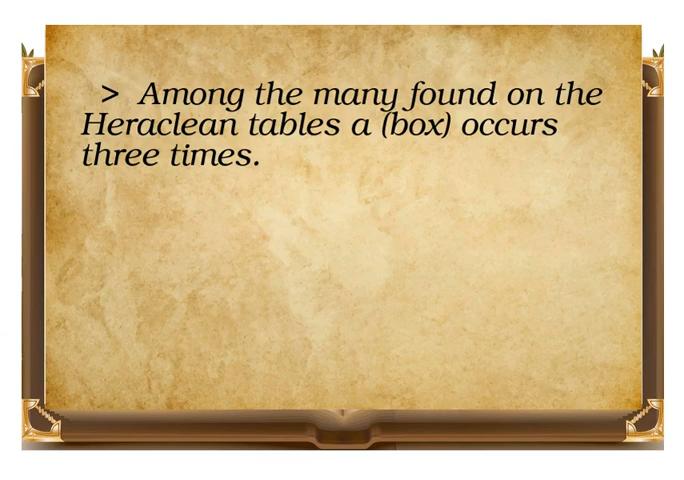 > Among the many found on the
Heraclean tables a (box) occurs
three times.